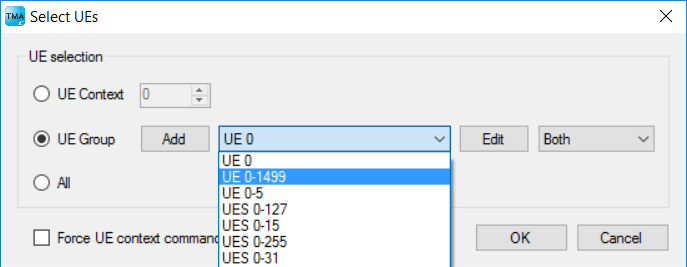 TMA Select UEs
UE selection
UE Context 0
UE Group Add UE 0 Edit Both
UE 0
UE 0-1499
All
UE 0-5
UES 0-127
UES 0-15
Force UE context comman
UES 0-255
OK Cancel
UES 0-31